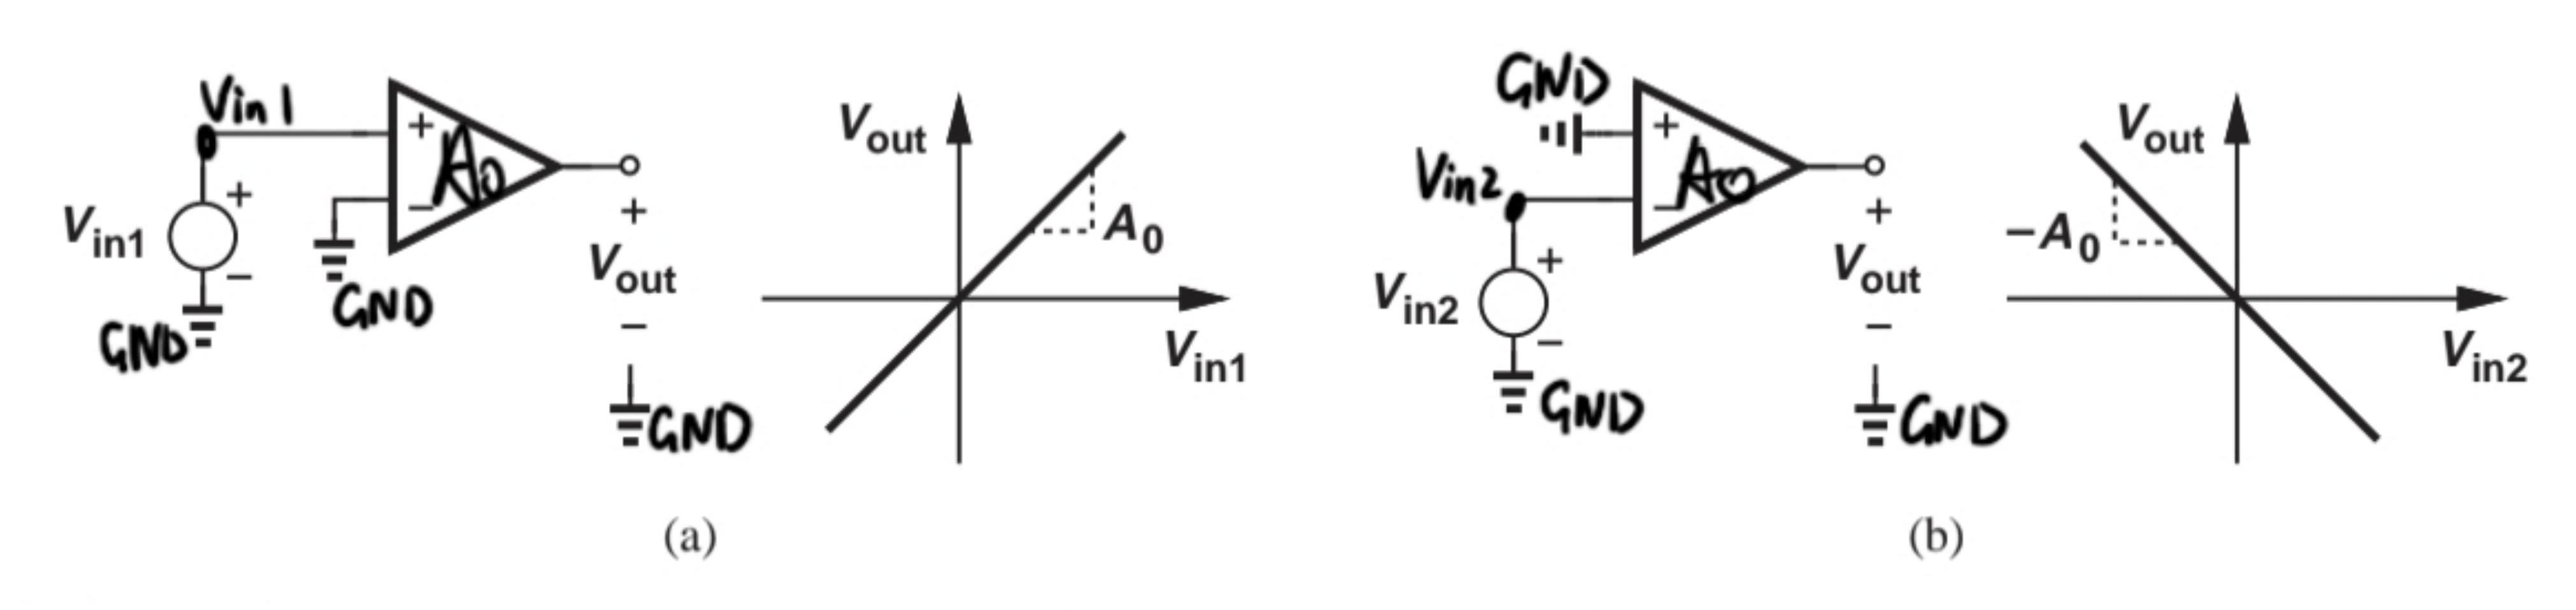 Vin1
+
A0
−
Vin1
+
−
GND
GND
+
Vout
−
GND
Vout
A0
Vin1
(a)
GND
+
Vin2
A0
−
Vin2
+
−
GND
+
Vout
−
GND
Vout
−A0
Vin2
(b)